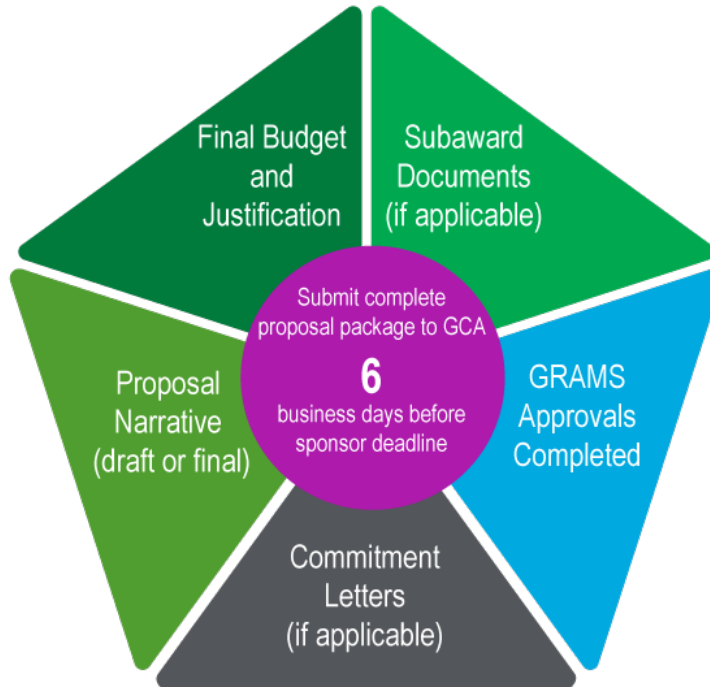 Final Budget
and
Justification
Subaward
Documents
(if applicable)
Submit complete
proposal package to GCA
6
business days before
sponsor deadline
Proposal
Narrative
(draft or final)
GRAMS
Approvals
Completed
Commitment
Letters
(if applicable)